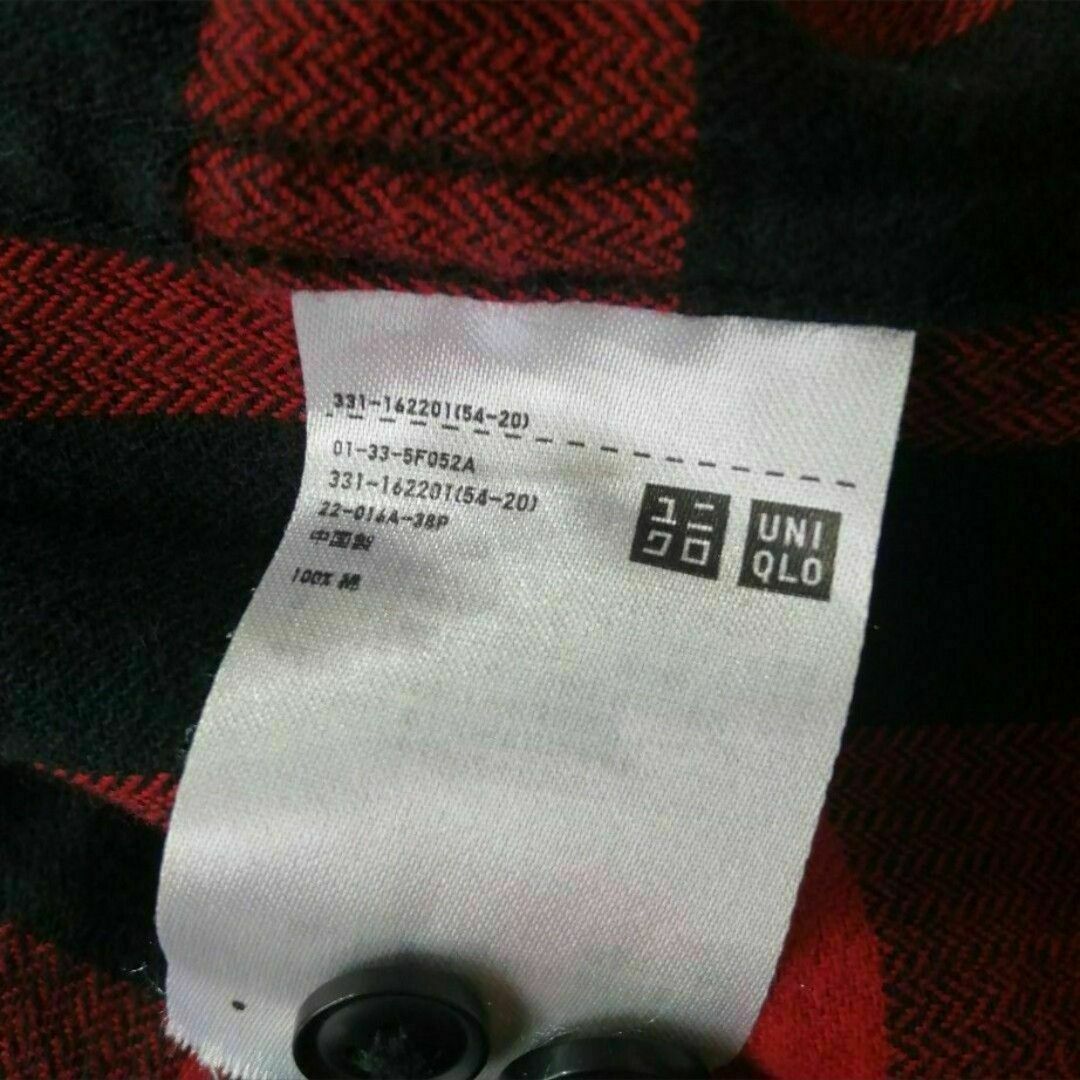 331-162201(54-20)
01-33-5F052A
331-162201(54-20)
22-016A-38P
中国製
100% 綿
ユニ
クロ
UNI
QLO